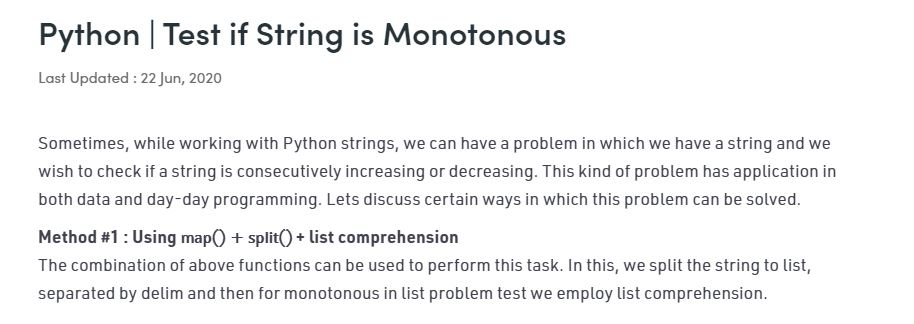 Python | Test if String is Monotonous
Last Updated : 22 Jun, 2020
Sometimes, while working with Python strings, we can have a problem in which we have a string and we
wish to check if a string is consecutively increasing or decreasing. This kind of problem has application in
both data and day-day programming. Lets discuss certain ways in which this problem can be solved.
Method #1 : Using map() + split() + list comprehension
The combination of above functions can be used to perform this task. In this, we split the string to list,
separated by delim and then for monotonous in list problem test we employ list comprehension.